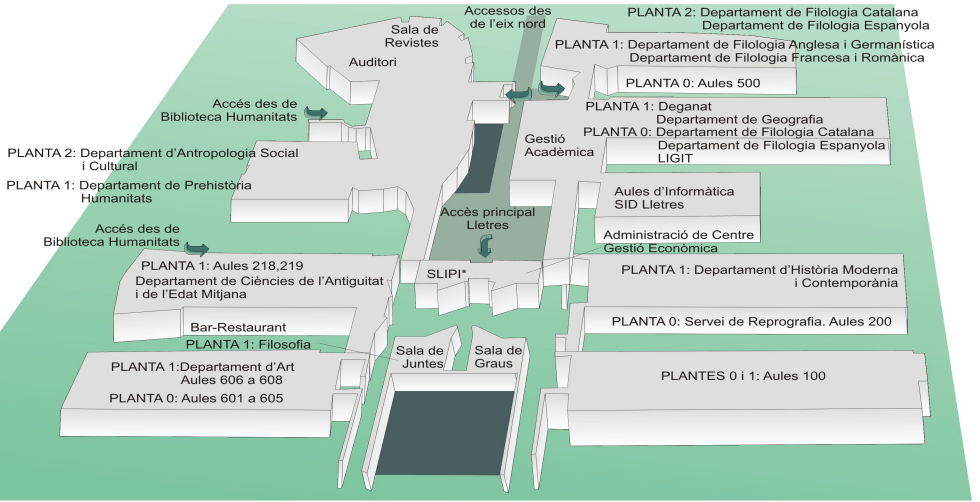 Accessos des
de l'eix nord
PLANTA 2: Departament de Filologia Catalana
Departament de Filologia Espanyola
Sala de
Revistes
Auditori
PLANTA 1: Departament de Filologia Anglesa i Germanística
Departament de Filologia Francesa i Romànica
PLANTA 0: Aules 500
Accés des de
Biblioteca Humanitats
PLANTA 1: Deganat
Departament de Geografia
PLANTA 0: Departament de Filologia Catalana
Departament de Filologia Espanyola
LIGIT
Gestió
Acadèmica
PLANTA 2: Departament d'Antropologia Social
i Cultural
PLANTA 1: Departament de Prehistòria
Humanitats
Aules d'Informàtica
SID Lletres
Accès principal
Lletres
Accés des de
Biblioteca Humanitats
Administració de Centre
Gestió Econòmica
PLANTA 1: Aules 218,219
Departament de Ciències de l'Antiguitat
i de l'Edat Mitjana
SLIPI*
PLANTA 1: Departament d'Història Moderna
i Contemporània
Bar-Restaurant
PLANTA 0: Servei de Reprografia. Aules 200
PLANTA 1: Filosofia
Sala de
Juntes
Sala de
Graus
PLANTA 1:Departament d'Art
Aules 606 a 608
PLANTA 0: Aules 601 a 605
PLANTES 0 i 1: Aules 100